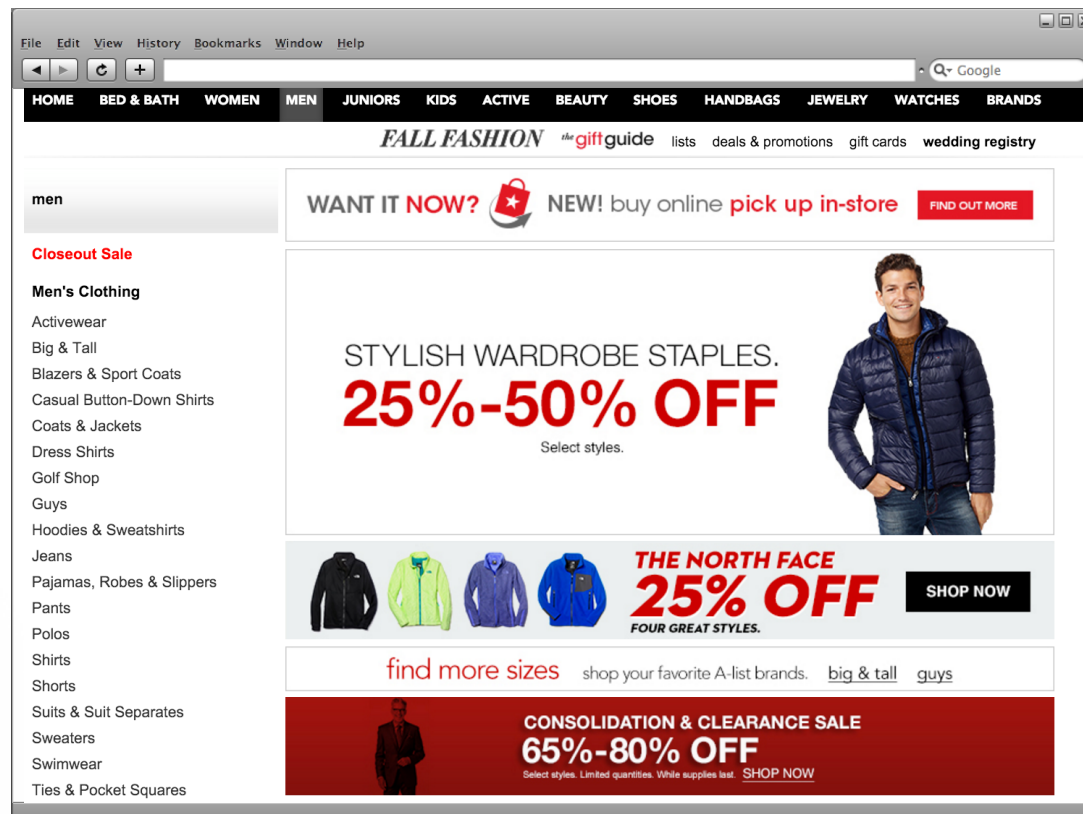 File Edit View History Bookmarks Window Help
Google
HOME BED & BATH WOMEN MEN JUNIORS KIDS ACTIVE BEAUTY SHOES HANDBAGS JEWELRY WATCHES BRANDS
FALL FASHION the giftguide lists deals & promotions gift cards wedding registry
men
WANT IT NOW? NEW! buy online pick up in-store FIND OUT MORE
Closeout Sale
Men's Clothing
Activewear
Big & Tall
Blazers & Sport Coats
Casual Button-Down Shirts
Coats & Jackets
Dress Shirts
Golf Shop
Guys
Hoodies & Sweatshirts
Jeans
Pajamas, Robes & Slippers
Pants
Polos
Shirts
Shorts
Suits & Suit Separates
Sweaters
Swimwear
Ties & Pocket Squares
STYLISH WARDROBE STAPLES.
25%-50% OFF
Select styles.
THE NORTH FACE
25% OFF
FOUR GREAT STYLES.
SHOP NOW
find more sizes shop your favorite A-list brands. big & tall guys
CONSOLIDATION & CLEARANCE SALE
65%-80% OFF
Select styles. Limited quantities. While supplies last. SHOP NOW